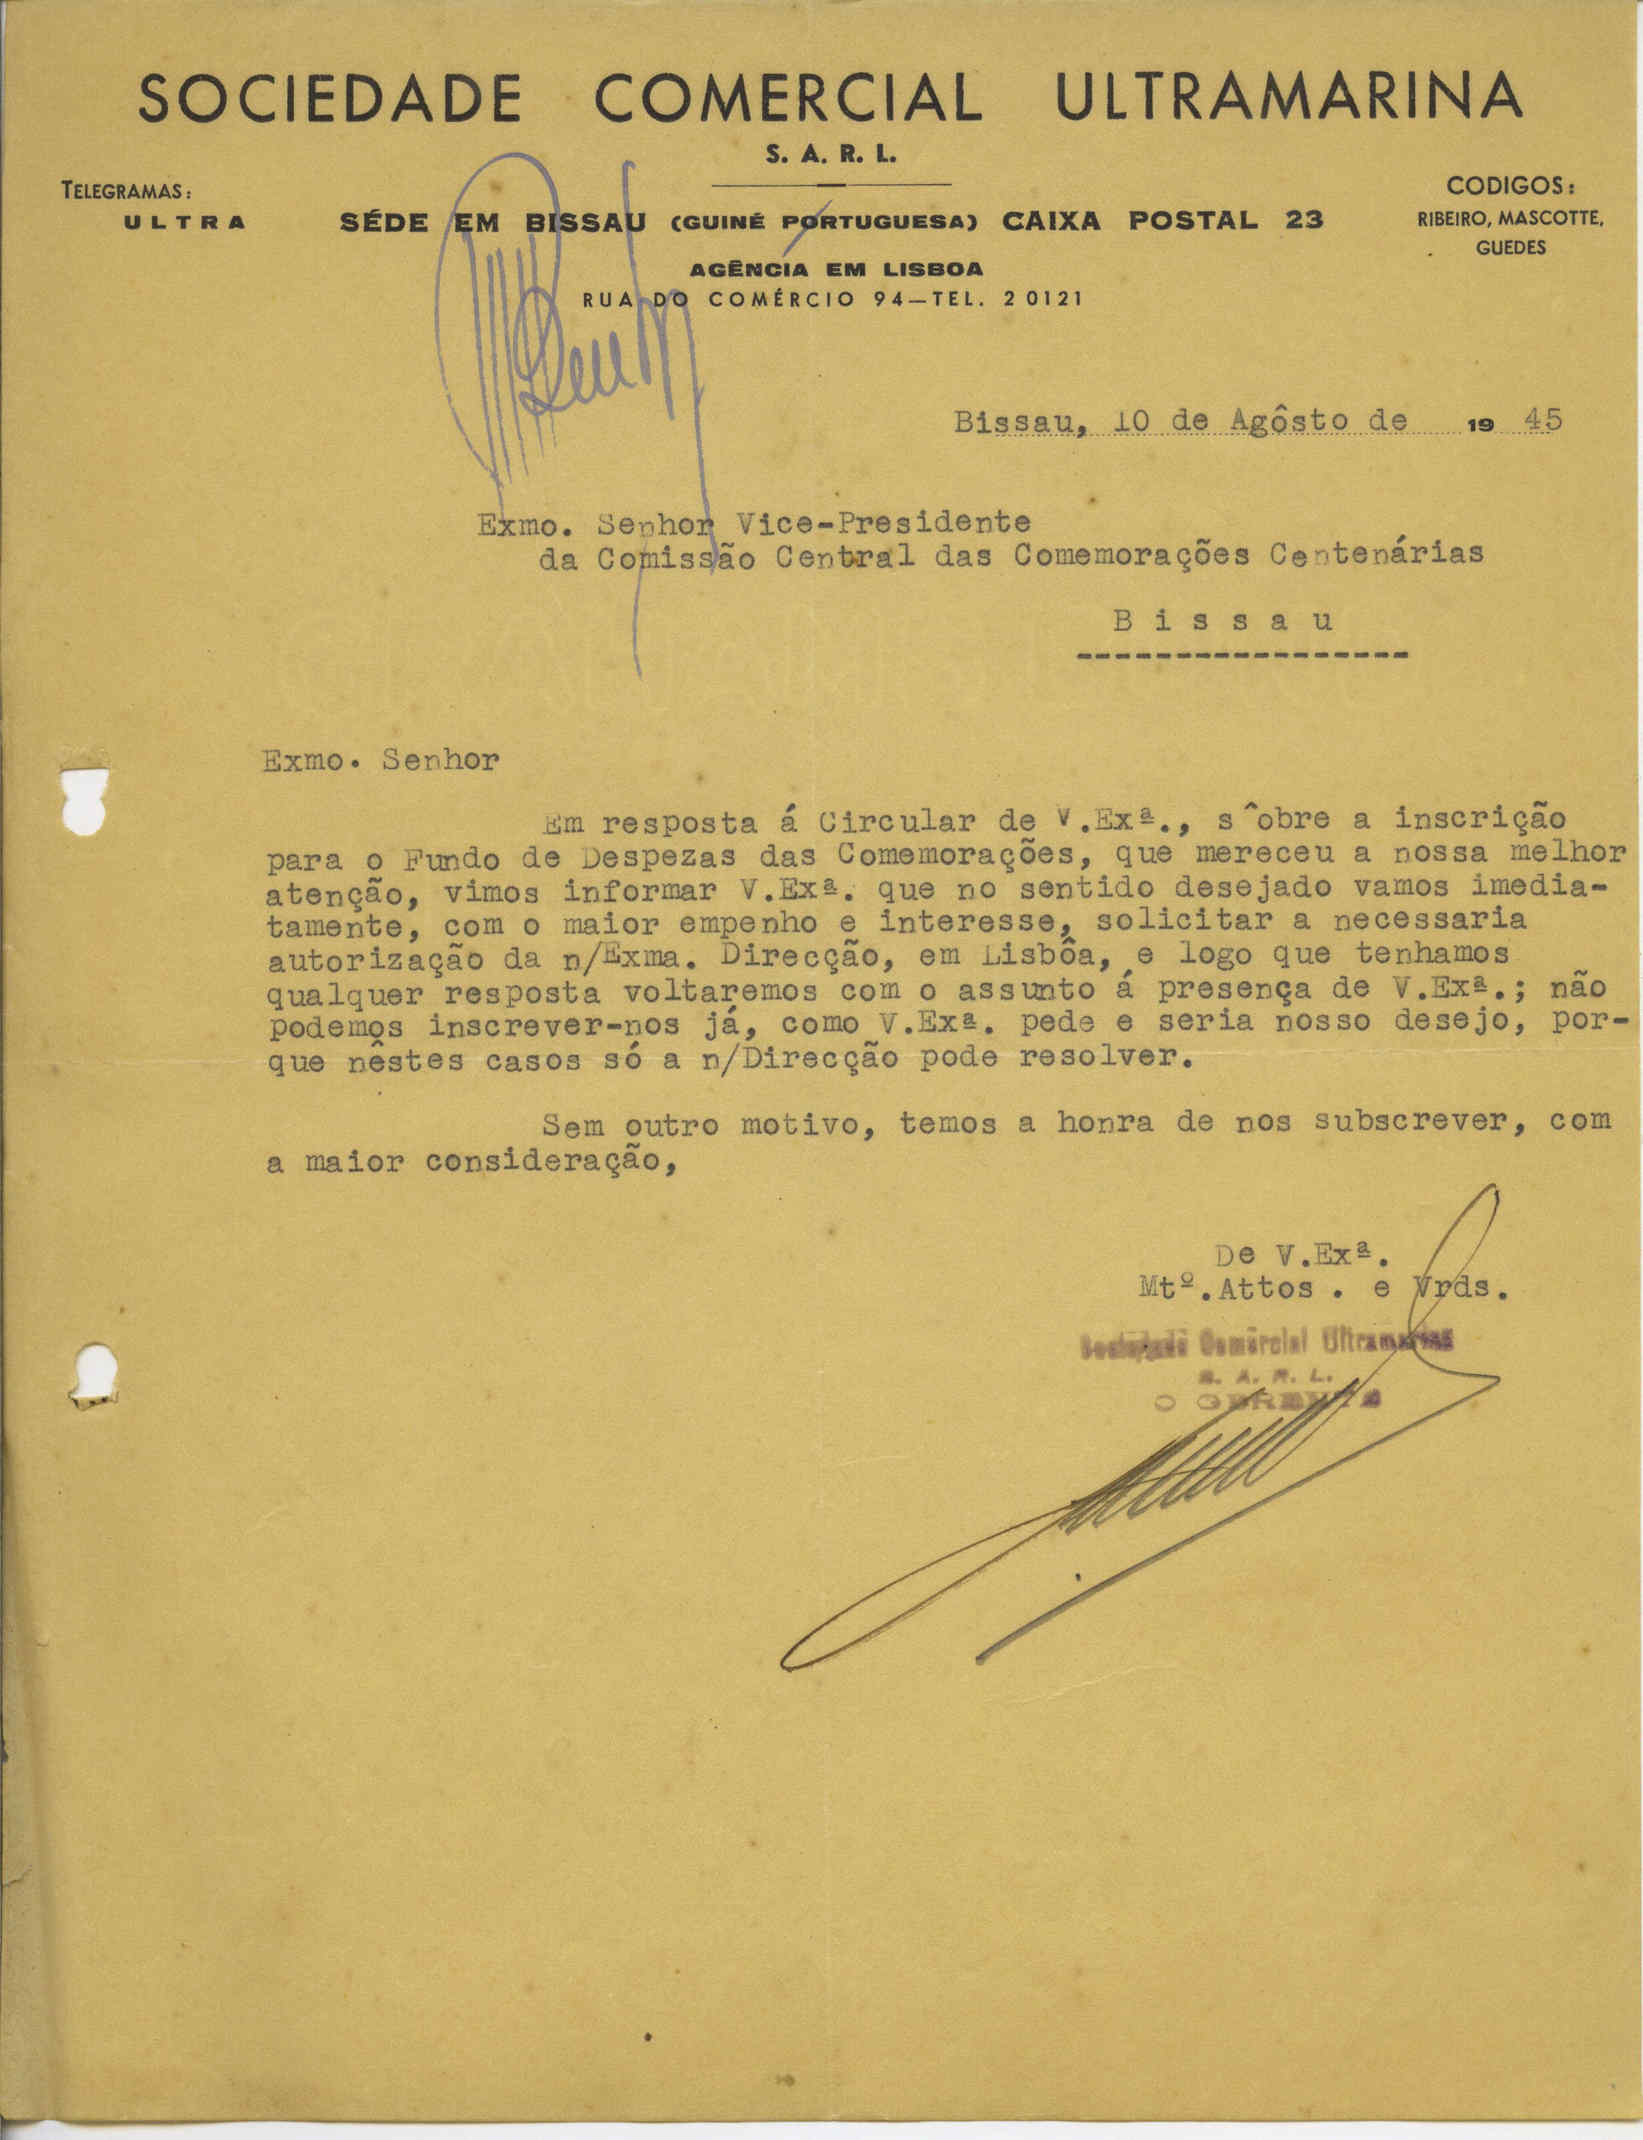 SOCIEDADE COMERCIAL ULTRAMARINA
S. A. R. L.
TELEGRAMAS:
ULTRA
SÉDE EM BISSAU (GUINÉ PORTUGUESA) CAIXA POSTAL 23
CODIGOS:
RIBEIRO, MASCOTTE,
GUEDES
AGÊNCIA EM LISBOA
RUA DO COMÉRCIO 94—TEL. 2 0121
Bissau, 10 de Agôsto de 19 45
Exmo. Senhor Vice-Presidente
da Comissão Central das Comemorações Centenárias
B i s s a u
-----------------
Exmo. Senhor
Em resposta á Circular de V.Exª., s^obre a inscrição
para o Fundo de Despezas das Comemorações, que mereceu a nossa melhor
atenção, vimos informar V.Exª. que no sentido desejado vamos imedia-
tamente, com o maior empenho e interesse, solicitar a necessaria
autorização da n/Exma. Direcção, em Lisbôa, e logo que tenhamos
qualquer resposta voltaremos com o assunto á presença de V.Exª.; não
podemos inscrever-nos já, como V.Exª. pede e seria nosso desejo, por-
que nêstes casos só a n/Direcção pode resolver.
Sem outro motivo, temos a honra de nos subscrever, com
a maior consideração,
De V.Exª.
Mtº.Attos . e Vrds.
Sociedade Comercial Ultramarina
S. A. R. L.
O GERENTE